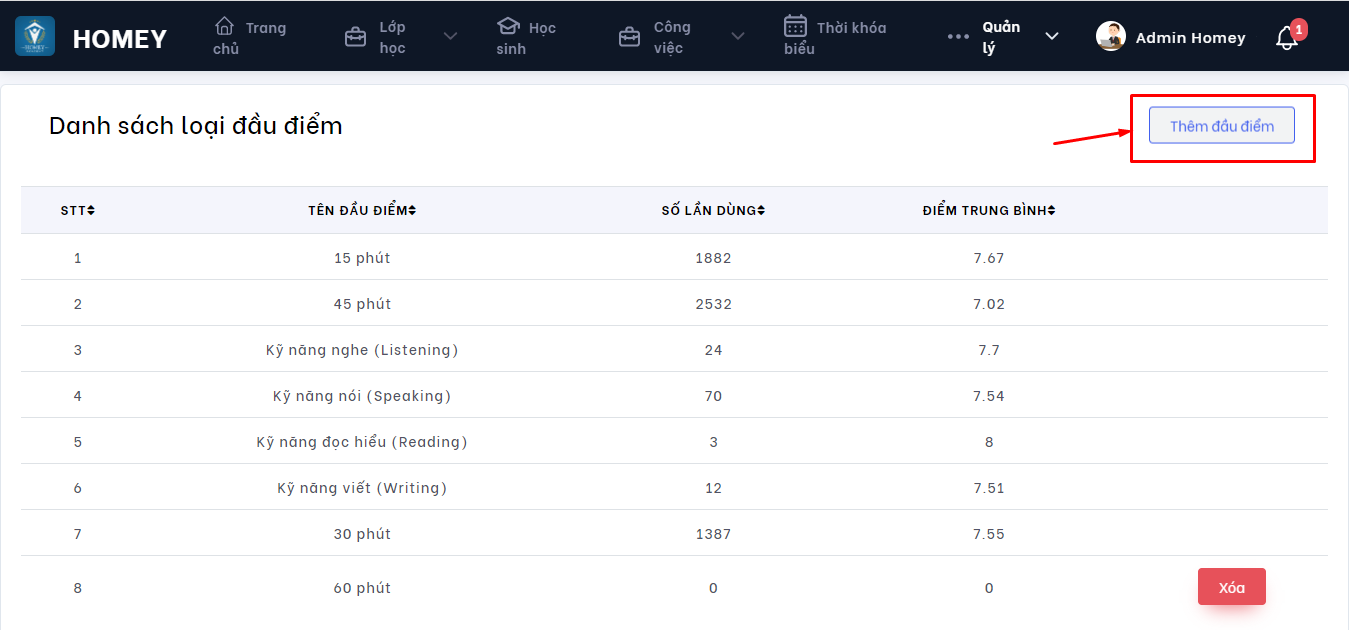 HOMEY
Trang chủ
Lớp học
Học sinh
Công việc
Thời khóa biểu
Quản lý
Admin Homey
1
Danh sách loại đầu điểm
Thêm đầu điểm
STT TÊN ĐẦU ĐIỂM SỐ LẦN DÙNG ĐIỂM TRUNG BÌNH
1 15 phút 1882 7.67
2 45 phút 2532 7.02
3 Kỹ năng nghe (Listening) 24 7.7
4 Kỹ năng nói (Speaking) 70 7.54
5 Kỹ năng đọc hiểu (Reading) 3 8
6 Kỹ năng viết (Writing) 12 7.51
7 30 phút 1387 7.55
8 60 phút 0 0 Xóa